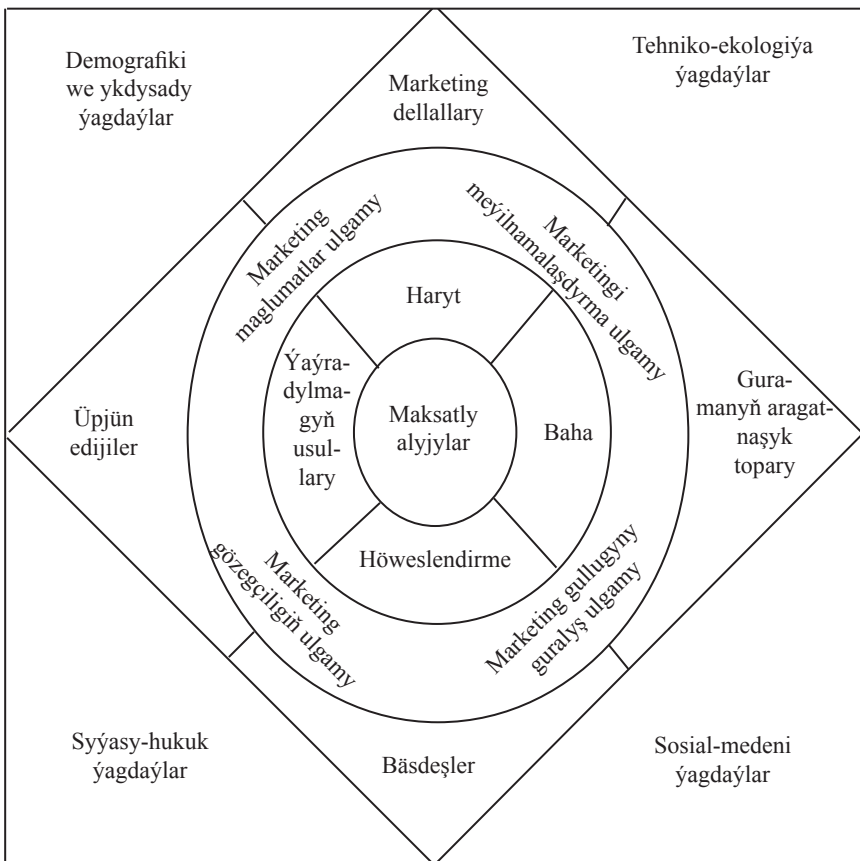 Demografiki
we ykdysady
ýagdaýlar
Tehniko-ekologiýa
ýagdaýlar
Marketing
dellallary
Marketing
maglumatlar ulgamy
Marketingi
meýilnamalaşdyrma ulgamy
Haryt
Ýaýra-
dylma-
gyň
usul-
lary
Maksatly
alyjylar
Baha
Üpjün
edijiler
Gura-
manyň aragat-
naşyk
topary
Höweslendirme
Marketing
gözegçiligiň ulgamy
Marketing gullugyny
guralyş ulgamy
Syýasy-hukuk
ýagdaýlar
Bäsdeşler
Sosial-medeni
ýagdaýlar